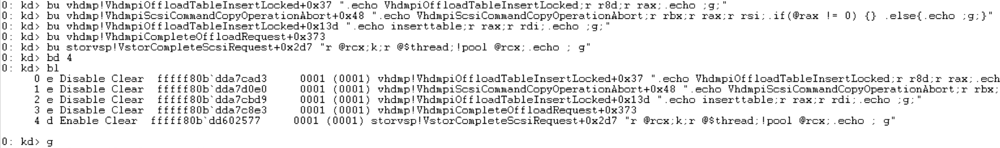 0: kd> bu vhdmp!VhdmpiOffloadTableInsertLocked+0x37 ".echo VhdmpiOffloadTableInsertLocked;r r8d;r rax;.echo ;g;"
0: kd> bu vhdmp!VhdmpiScsiCommandCopyOperationAbort+0x48 ".echo VhdmpiScsiCommandCopyOperationAbort;r rbx;r rax;r rsi;.if(@rax != 0) {} .else{.echo ;g;}"
0: kd> bu vhdmp!VhdmpiOffloadTableInsertLocked+0x13d ".echo inserttable;r rax;r rdi;.echo ;g;"
0: kd> bu vhdmp!VhdmpiCompleteOffloadRequest+0x373
0: kd> bu storvsp!VstorCompleteScsiRequest+0x2d7 "r @rcx;k;r @$thread;!pool @rcx;.echo ; g"
0: kd> bd 4
0: kd> bl
0 e Disable Clear fffff80b`dda7cad3 0001 (0001) vhdmp!VhdmpiOffloadTableInsertLocked+0x37 ".echo VhdmpiOffloadTableInsertLocked;r r8d;r rax;.ech
1 e Disable Clear fffff80b`dda7d0e0 0001 (0001) vhdmp!VhdmpiScsiCommandCopyOperationAbort+0x48 ".echo VhdmpiScsiCommandCopyOperationAbort;r rbx;
2 e Disable Clear fffff80b`dda7cbd9 0001 (0001) vhdmp!VhdmpiOffloadTableInsertLocked+0x13d ".echo inserttable;r rax;r rdi;.echo ;g;"
3 e Disable Clear fffff80b`dda7c8e3 0001 (0001) vhdmp!VhdmpiCompleteOffloadRequest+0x373
4 d Enable Clear fffff80b`dd602577 0001 (0001) storvsp!VstorCompleteScsiRequest+0x2d7 "r @rcx;k;r @$thread;!pool @rcx;.echo ; g"
0: kd> g